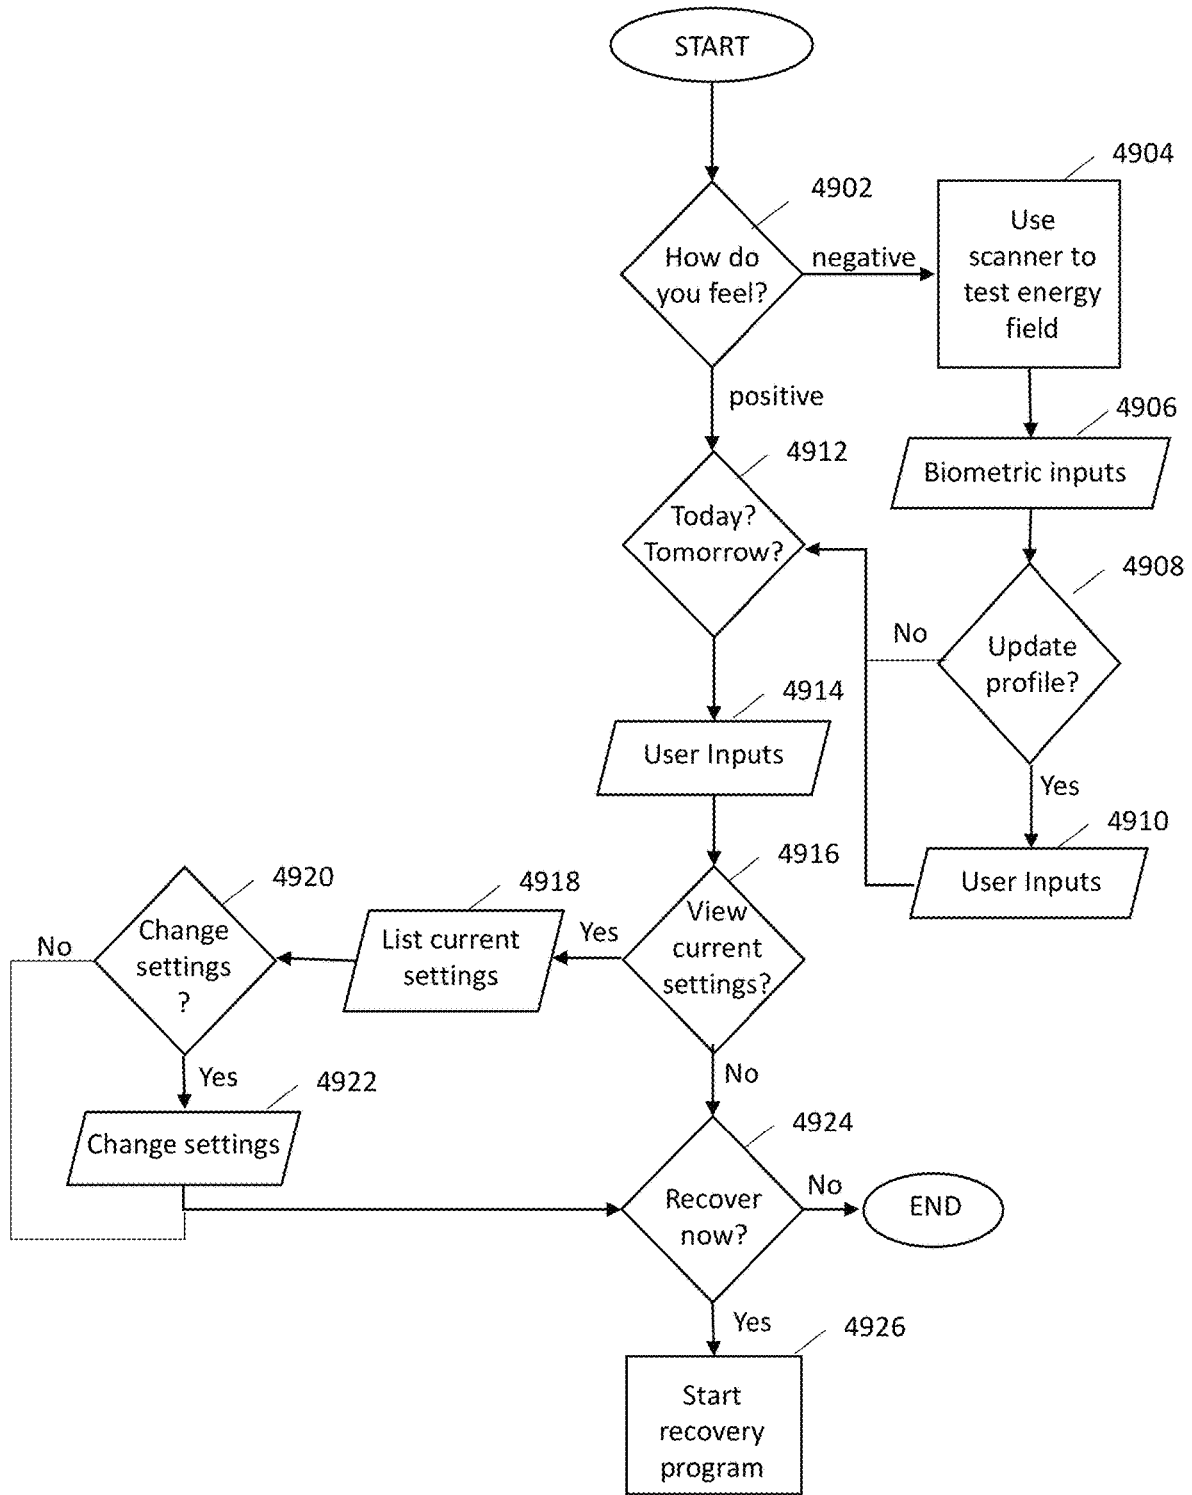 START
4902
4904
How do
you feel?
negative
Use
scanner to
test energy
field
positive
4906
Biometric inputs
4912
Today?
Tomorrow?
4908
No
Update
profile?
4914
User Inputs
Yes
4910
User Inputs
4916
View
current
settings?
Yes
4918
List current
settings
4920
Change
settings
?
No
Yes
4922
Change settings
No
4924
Recover
now?
No
END
Yes
4926
Start
recovery
program